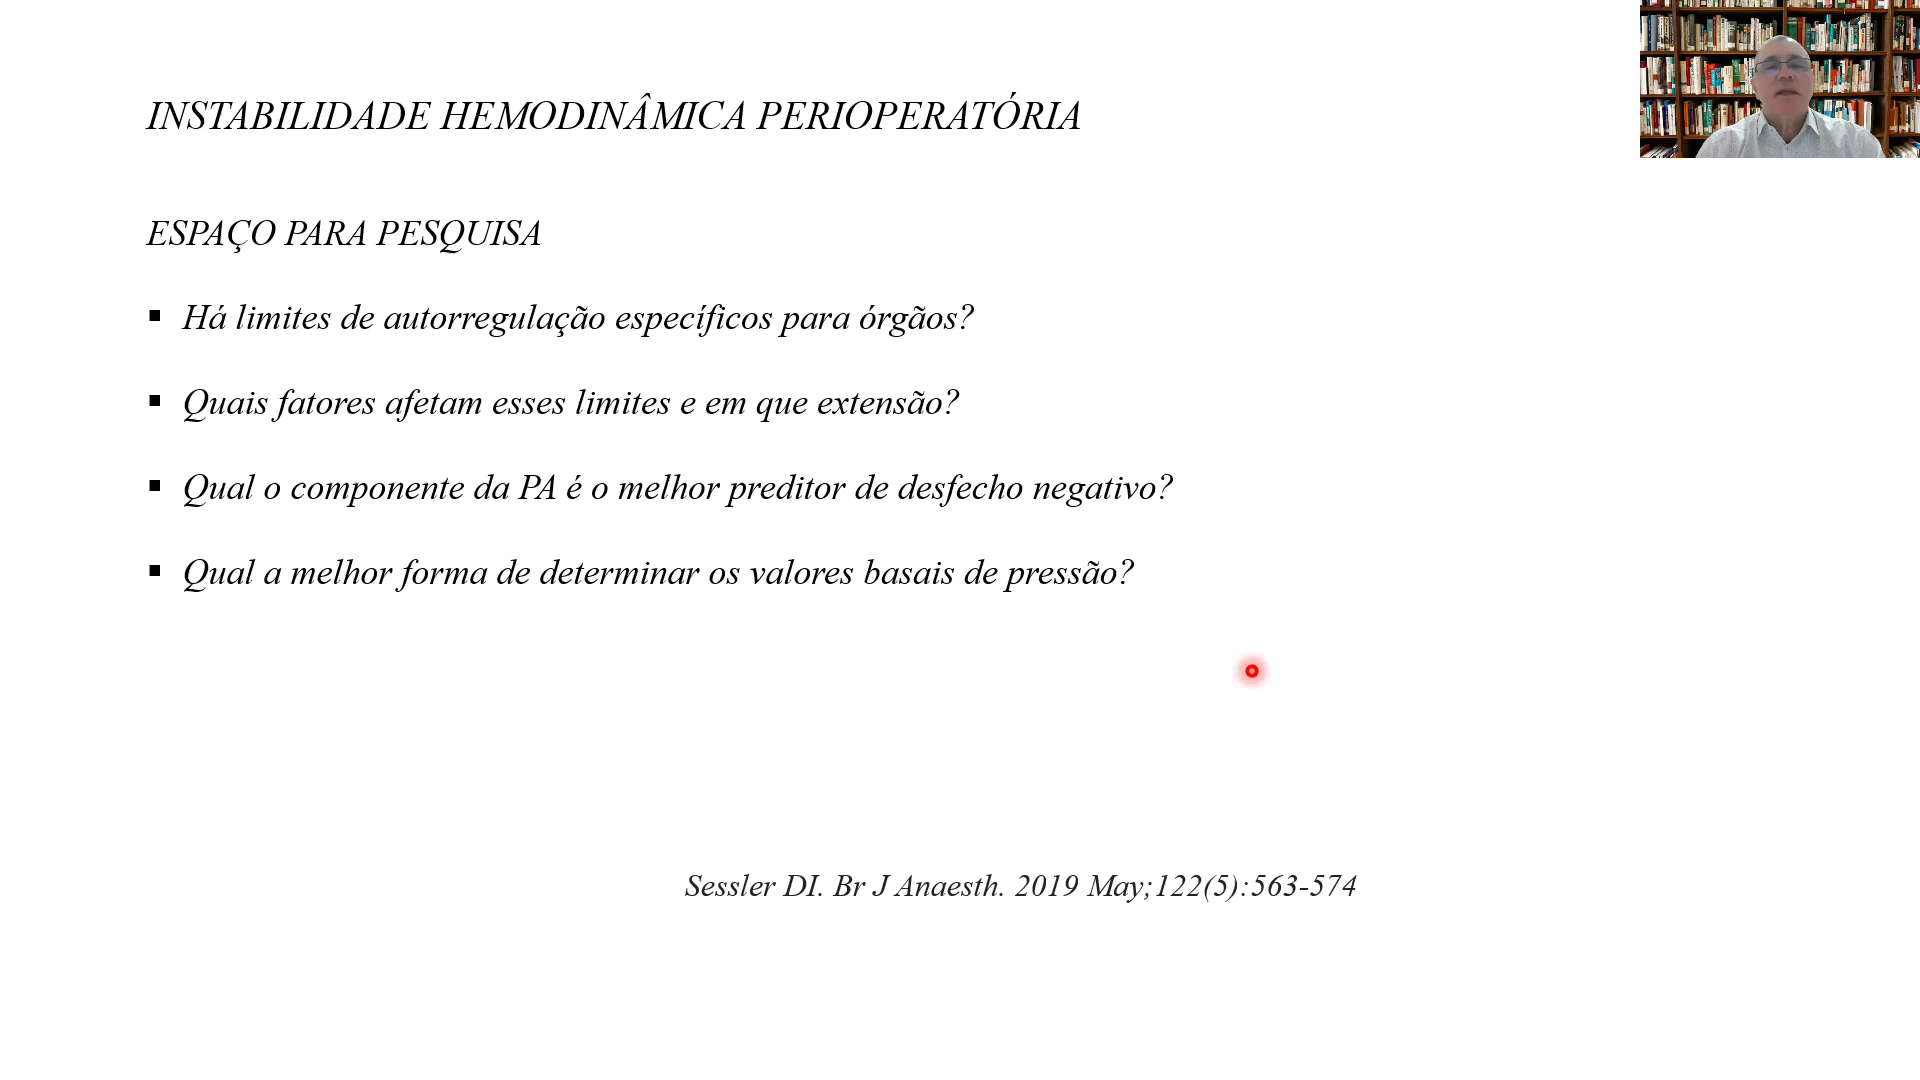 INSTABILIDADE HEMODINÂMICA PERIOPERATÓRIA
ESPAÇO PARA PESQUISA
▪ Há limites de autorregulação específicos para órgãos?
▪ Quais fatores afetam esses limites e em que extensão?
▪ Qual o componente da PA é o melhor preditor de desfecho negativo?
▪ Qual a melhor forma de determinar os valores basais de pressão?
Sessler DI. Br J Anaesth. 2019 May;122(5):563-574